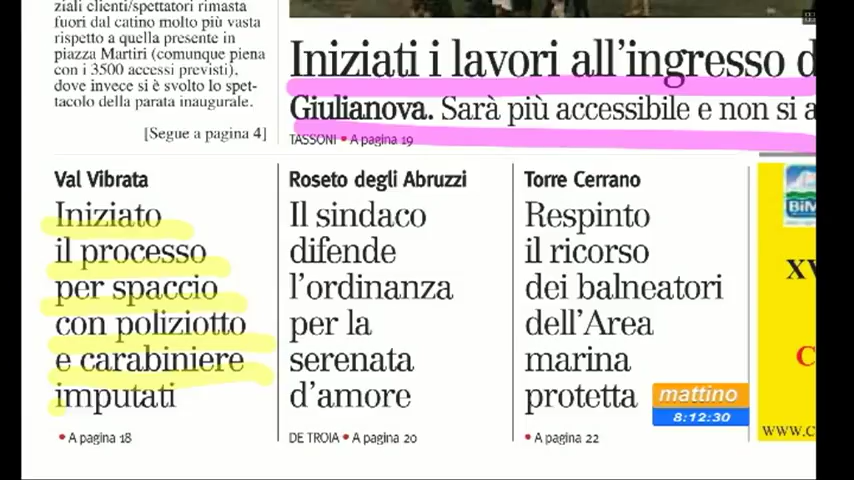 ziali clienti/spettatori rimasta
fuori dal catino molto più vasta
rispetto a quella presente in
piazza Martiri (comunque piena
con i 3500 accessi previsti),
dove invece si è svolto lo spet-
tacolo della parata inaugurale.
[Segue a pagina 4]
Iniziati i lavori all'ingresso d
Giulianova. Sarà più accessibile e non si a
TASSONI • A pagina 19
Val Vibrata
Iniziato
il processo
per spaccio
con poliziotto
e carabiniere
imputati
• A pagina 18
Roseto degli Abruzzi
Il sindaco
difende
l'ordinanza
per la
serenata
d'amore
DE TROIA • A pagina 20
Torre Cerrano
Respinto
il ricorso
dei balneatori
dell'Area
marina
protetta
• A pagina 22
BIM
XV
C
WWW.C
mattino
8:12:30